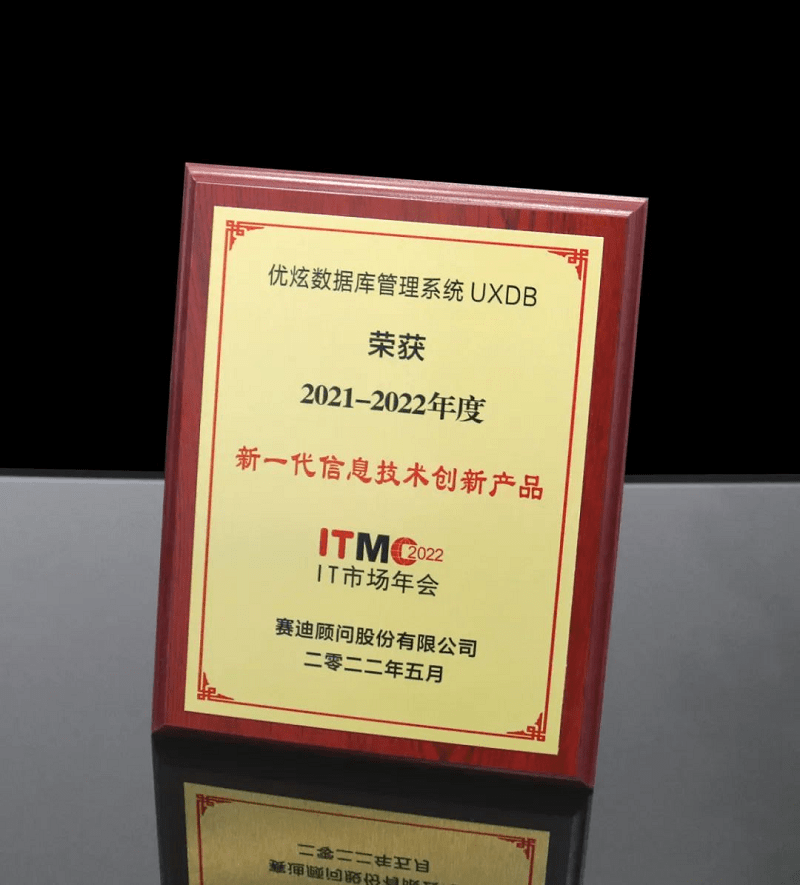 优炫数据库管理系统 UXDB
荣获
2021-2022年度
新一代信息技术创新产品
ITMC 2022
IT市场年会
赛迪顾问股份有限公司
二零二二年五月